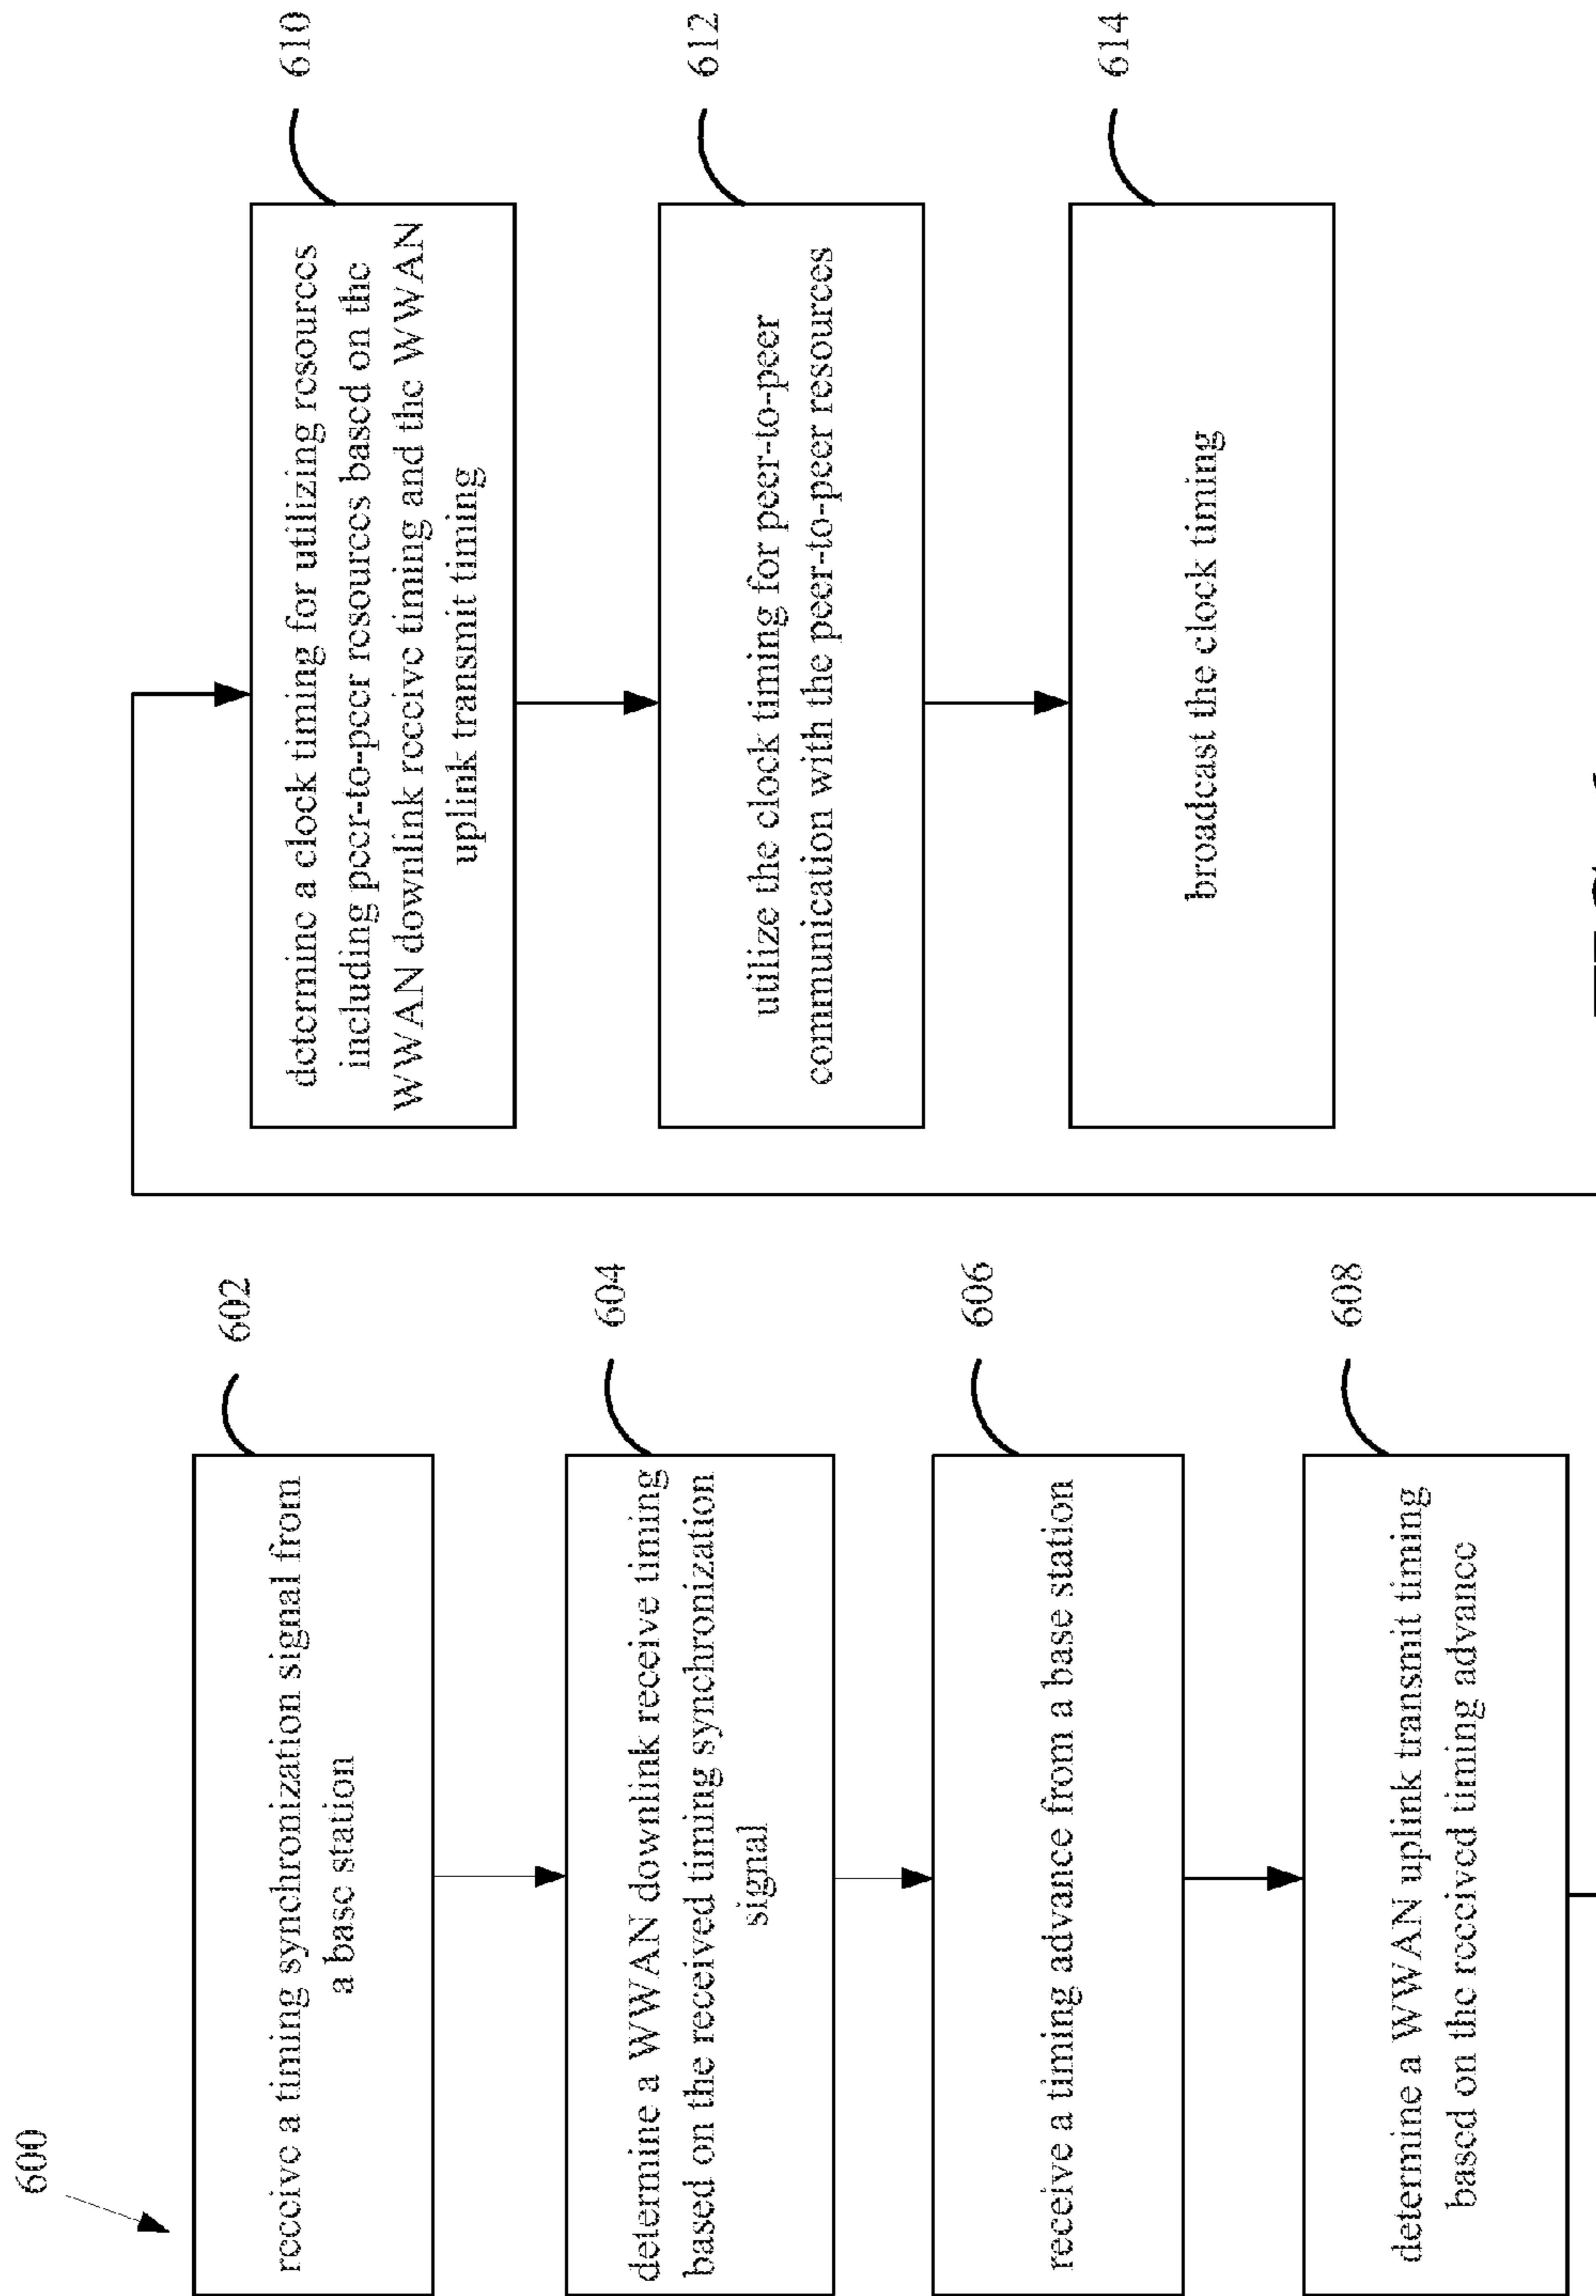 600
602
receive a timing synchronization signal from
a base station
604
determine a WWAN downlink receive timing
based on the received timing synchronization
signal
606
receive a timing advance from a base station
608
determine a WWAN uplink transmit timing
based on the received timing advance
610
determine a clock timing for utilizing resources
including peer-to-peer resources based on the
WWAN downlink receive timing and the WWAN
uplink transmit timing
612
utilize the clock timing for peer-to-peer
communication with the peer-to-peer resources
614
broadcast the clock timing